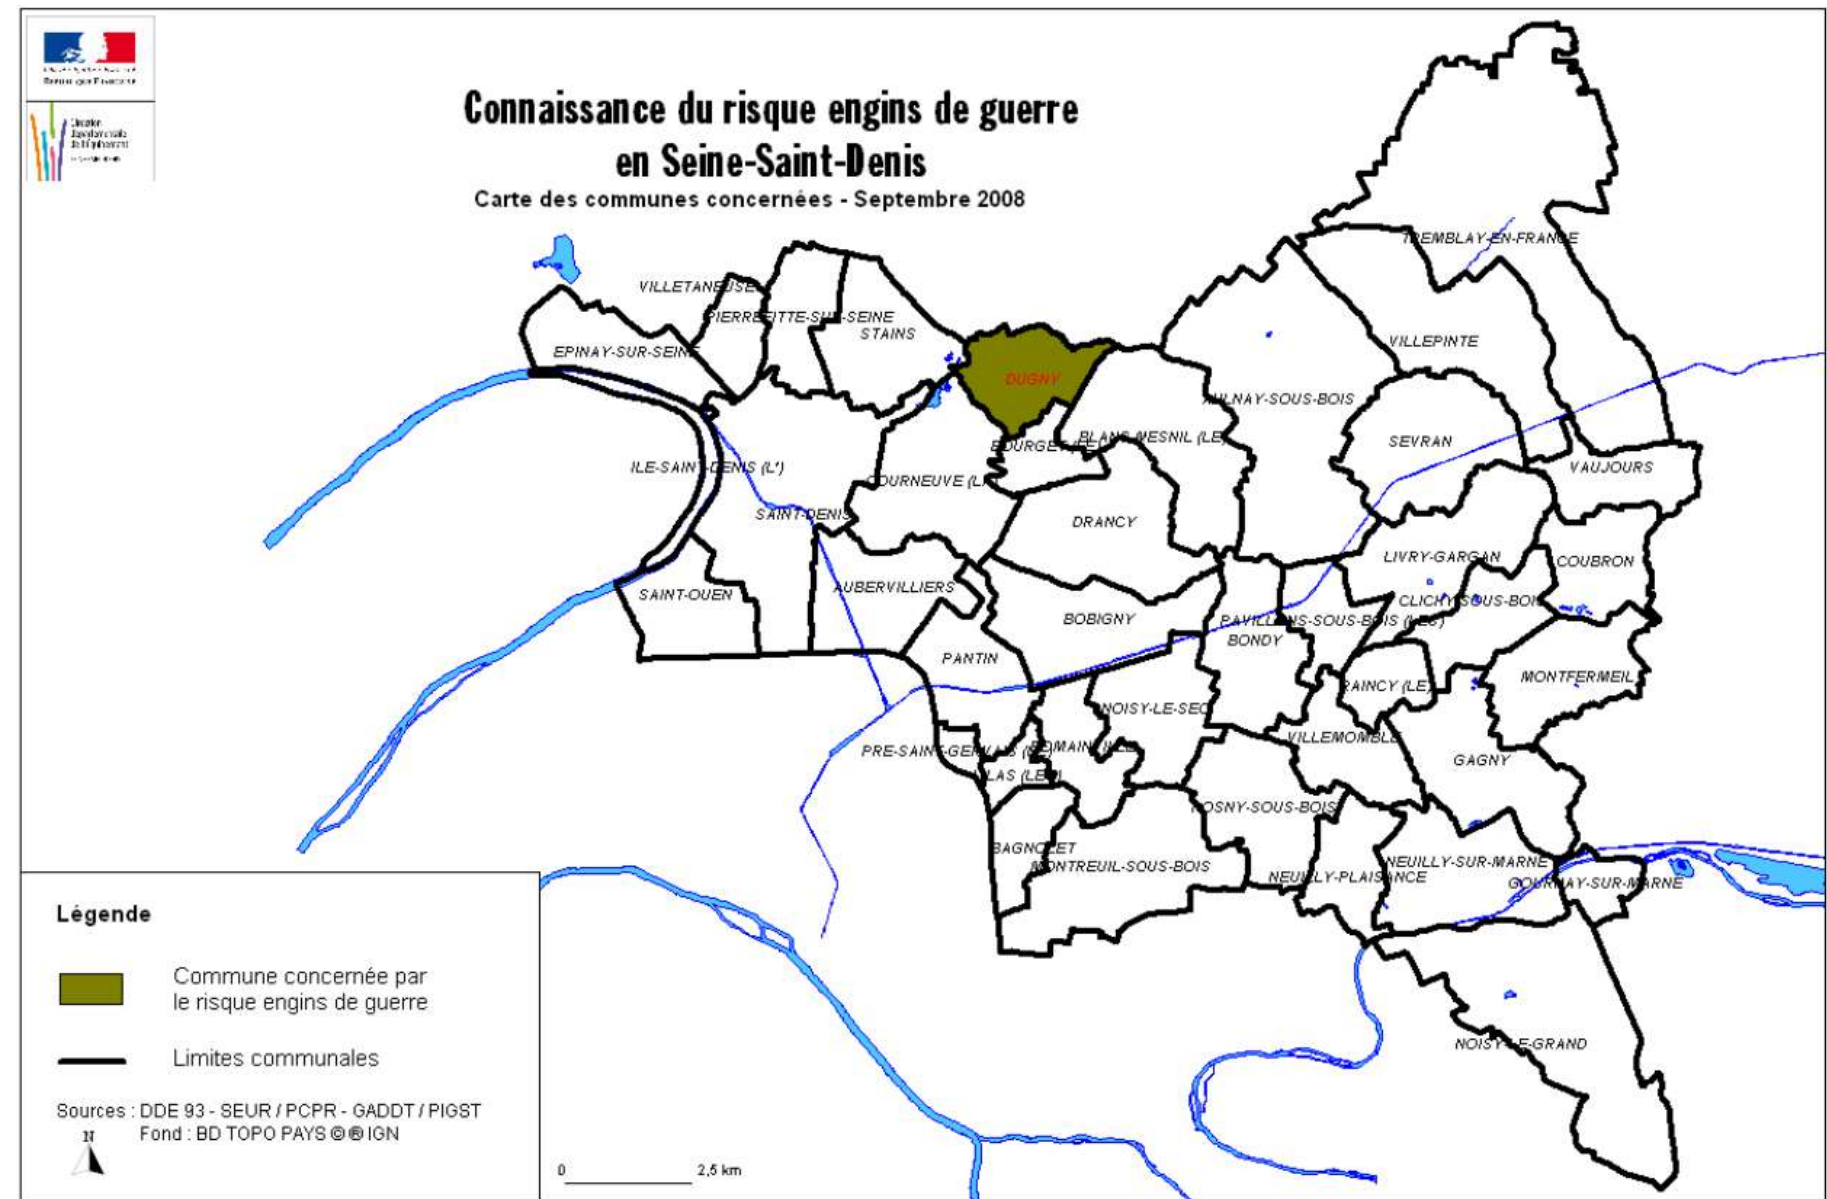 République Française
Connaissance du risque engins de guerre
en Seine-Saint-Denis
Carte des communes concernées - Septembre 2008
TREMBLAY-EN-FRANCE
VILLETANEUSE
PIERREFITTE-SUR-SEINE
STAINS
VILLEPINTE
EPINAY-SUR-SEINE
DUGNY
AULNAY-SOUS-BOIS
BLANC-MESNIL (LE)
BOURGET (LE)
SEVRAN
ILE-SAINT-DENIS (L')
VAUJOURS
COURNEUVE (LA)
SAINT-DENIS
DRANCY
LIVRY-GARGAN
COUBRON
AUBERVILLIERS
SAINT-OUEN
CLICHY-SOUS-BOIS
BOBIGNY
PAVILLONS-SOUS-BOIS (LES)
BONDY
PANTIN
MONTFERMEIL
RAINCY (LE)
NOISY-LE-SEC
VILLEMOMBLE
PRE-SAINT-GERVAIS (LE)
ROMAINVILLE
GAGNY
LILAS (LES)
ROSNY-SOUS-BOIS
BAGNOLET
MONTREUIL-SOUS-BOIS
NEUILLY-SUR-MARNE
NEUILLY-PLAISANCE
GOURNAY-SUR-MARNE
NOISY-LE-GRAND
Légende
Commune concernée par
le risque engins de guerre
Limites communales
Sources : DDE 93 - SEUR / PCPR - GADDT / PIGST
Fond : BD TOPO PAYS © ® IGN
N
0 2,5 km